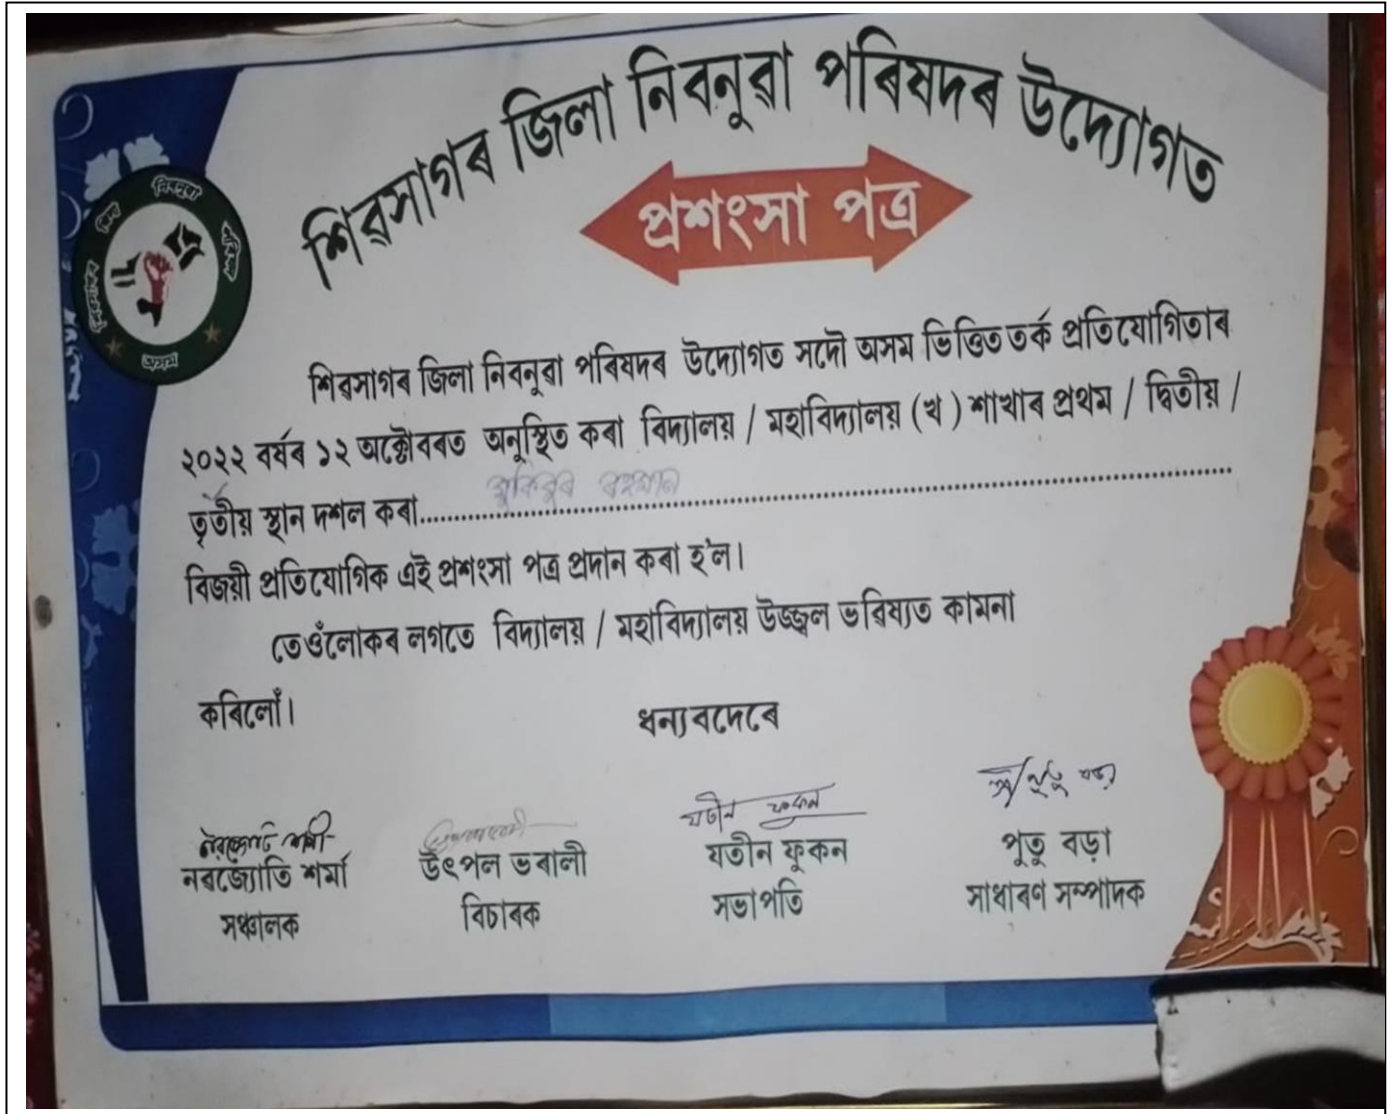 শিৱসাগৰ জিলা নিবনুৱা পৰিষদৰ উদ্যোগত
প্ৰশংসা পত্ৰ
নিবনুৱা
অসম
শিৱসাগৰ জিলা নিবনুৱা পৰিষদৰ উদ্যোগত সদৌ অসম ভিত্তিত তৰ্ক প্ৰতিযোগিতাৰ
২০২২ বৰ্ষৰ ১২ অক্টোবৰত অনুস্থিত কৰা বিদ্যালয় / মহাবিদ্যালয় (খ) শাখাৰ প্ৰথম / দ্বিতীয় /
তৃতীয় স্থান দশল কৰা.......... ৰহমান ..........
বিজয়ী প্ৰতিযোগিক এই প্ৰশংসা পত্ৰ প্ৰদান কৰা হ'ল।
তেওঁলোকৰ লগতে বিদ্যালয় / মহাবিদ্যালয় উজ্জ্বল ভৱিষ্যত কামনা
কৰিলোঁ।
ধন্যবদেৰে
যতীন ফুকন
নৱজ্যোতি শৰ্মা উৎপল ভৰালী যতীন ফুকন পুতু বড়া
সঞ্চালক বিচাৰক সভাপতি সাধাৰণ সম্পাদক